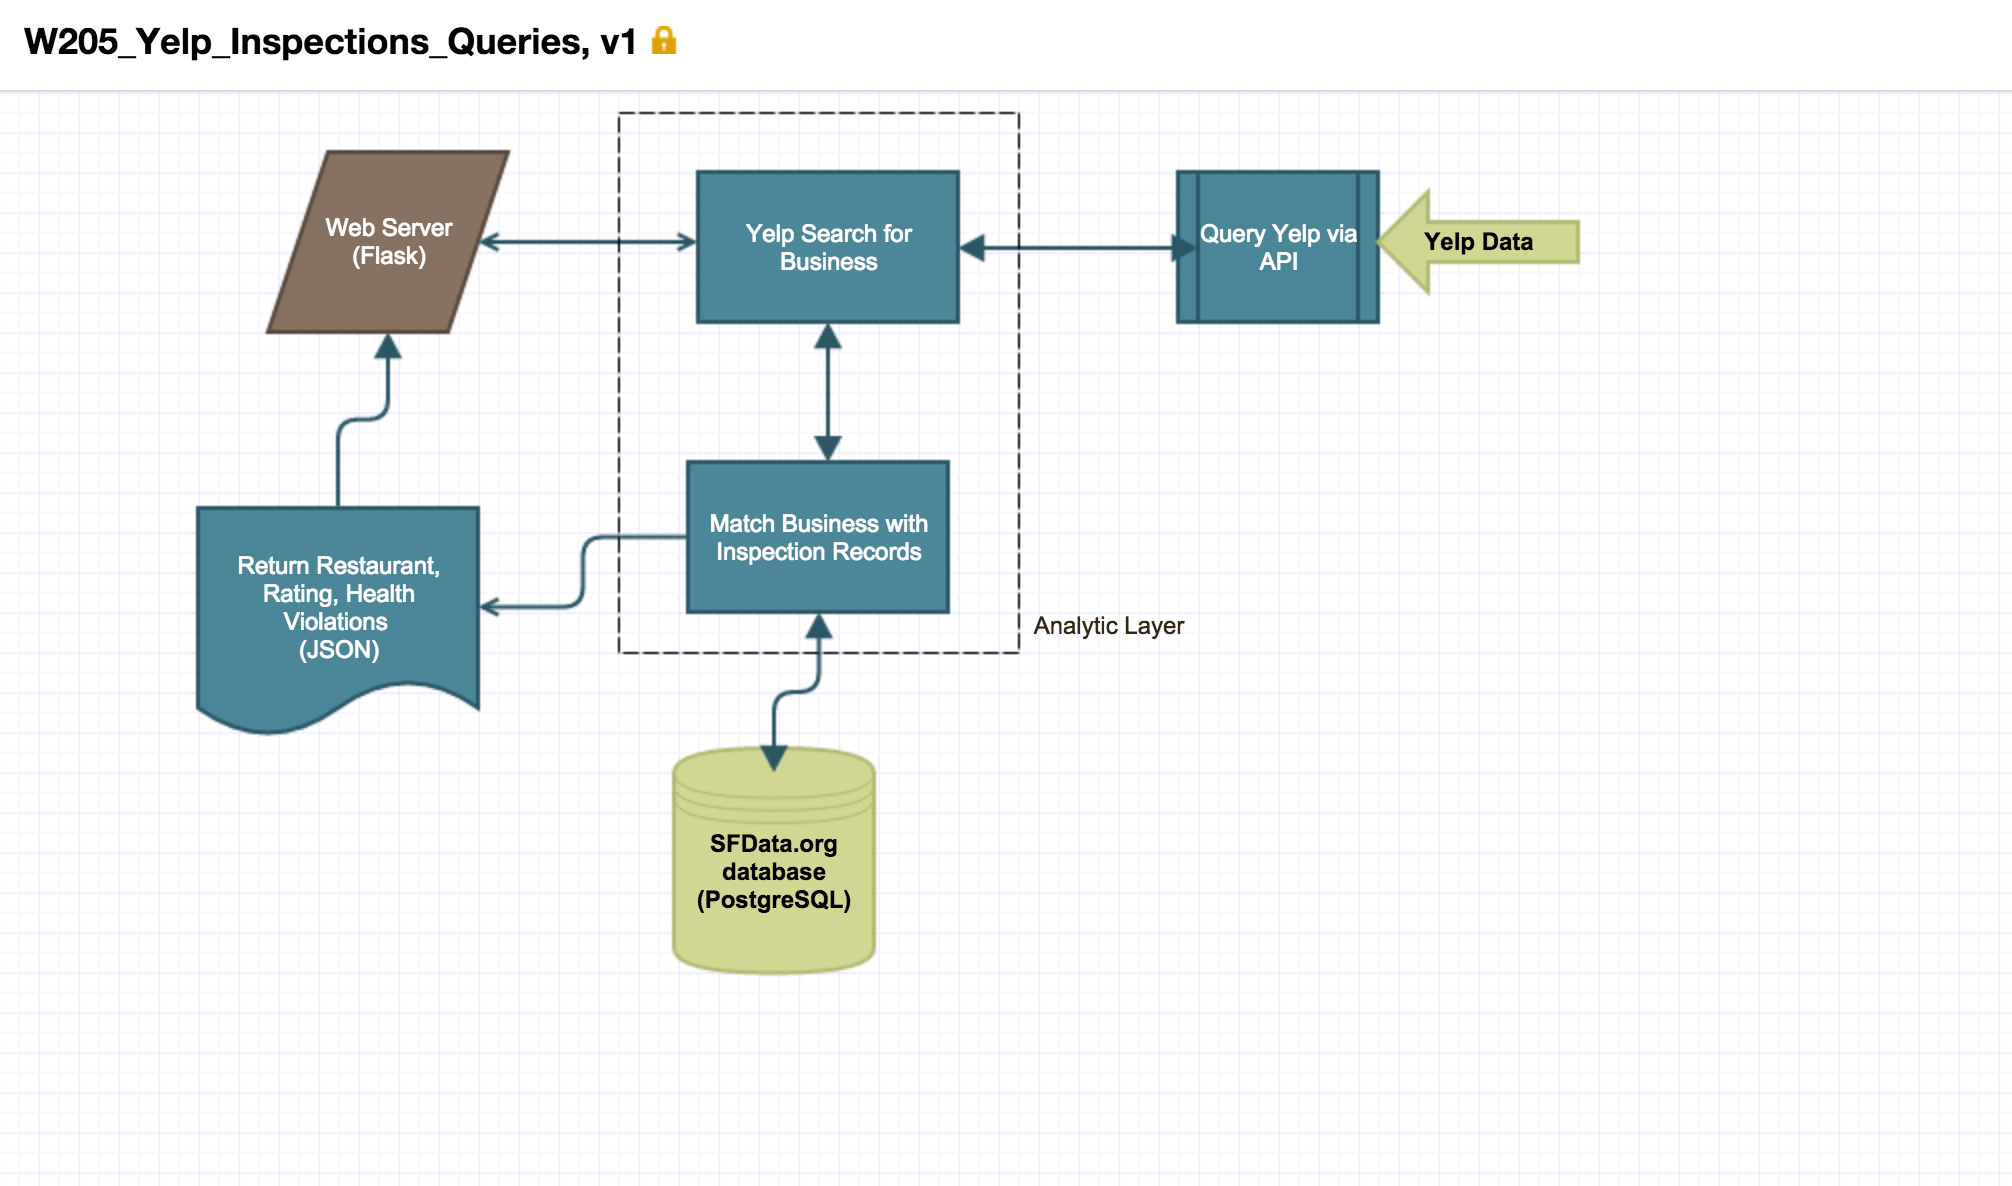 W205_Yelp_Inspections_Queries, v1
Web Server
(Flask)
Yelp Search for
Business
Query Yelp via
API
Yelp Data
Match Business with
Inspection Records
Return Restaurant,
Rating, Health
Violations
(JSON)
Analytic Layer
SFData.org
database
(PostgreSQL)